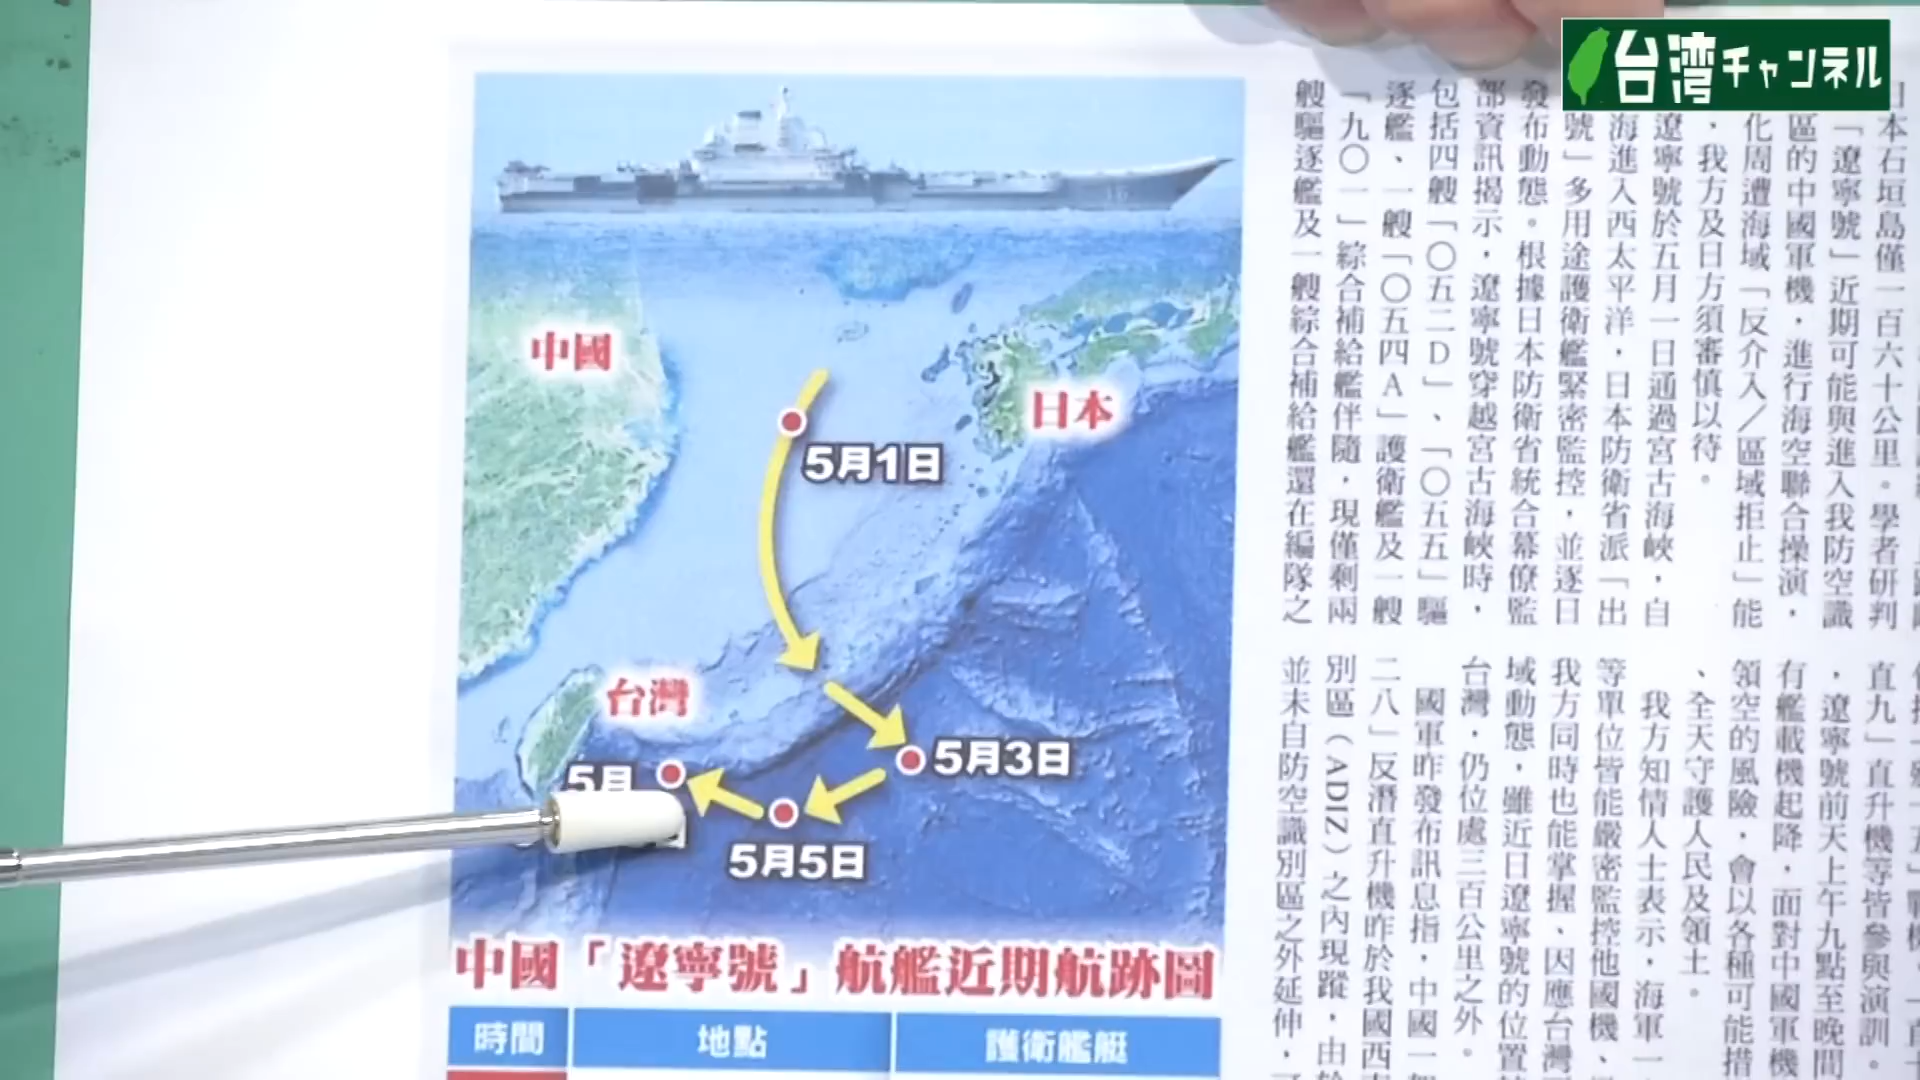 台湾チャンネル
中國
日本
5月1日
台灣
5月3日
5月
5月5日
中國「遼寧號」航艦近期航跡圖
時間
地點
護衛艦艇
本石垣島僅一百六十公里。學者研判
「遼寧號」近期可能與進入我防空識
區的中國軍機,進行海空聯合操演,
化周遭海域「反介入/區域拒止」能
,我方及日方須審慎以待。
遼寧號於五月一日通過宮古海峽,自
海進入西太平洋,日本防衛省派「出
號」多用途護衛艦緊密監控,並逐日
發布動態。根據日本防衛省統合幕僚監
部資訊揭示,遼寧號穿越宮古海峽時,
包括四艘「〇五二D」、「〇五五」驅
逐艦、一艘「〇五四A」護衛艦及一艘
「九〇一」綜合補給艦伴隨,現僅剩兩
艘驅逐艦及一艘綜合補給艦還在編隊之
直九」直升機等皆參與演訓。
,遼寧號前天上午九點至晚間
有艦載機起降,面對中國軍機
領空的風險,會以各種可能措
、全天守護人民及領土。
我方知情人士表示,海軍一
等單位皆能嚴密監控他國機、
我方同時也能掌握、因應台灣
域動態,雖近日遼寧號的位置
台灣,仍位處三百公里之外。
國軍昨發布訊息指,中國一
二八」反潛直升機昨於我國西
別區(ADIZ)之內現蹤,由
並未自防空識別區之外延伸,